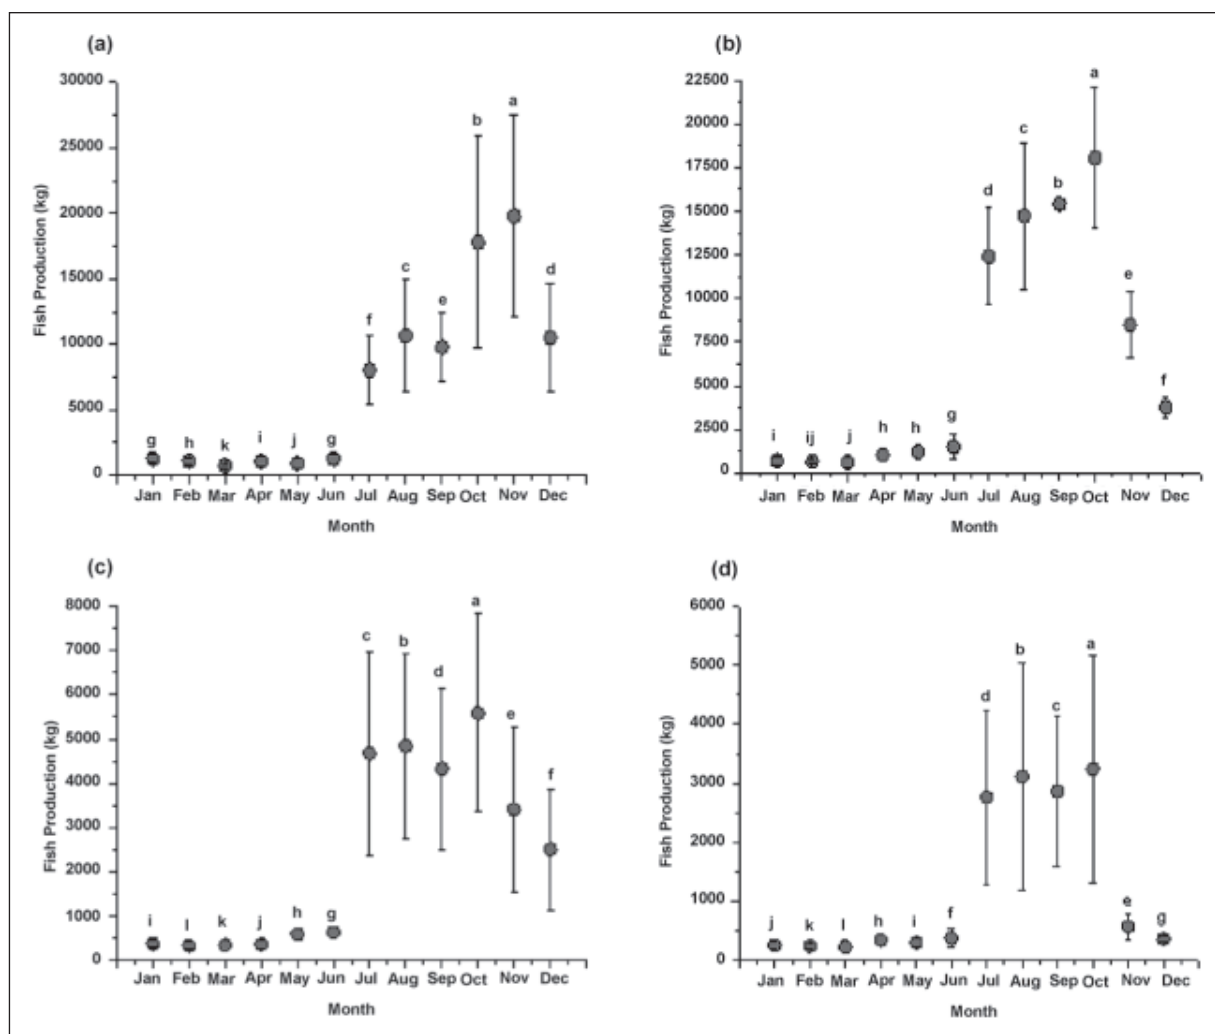 (a)
30000
25000
20000
15000
10000
5000
0
Fish Production (kg)
g h k i j g f c e b a d
Jan Feb Mar Apr May Jun Jul Aug Sep Oct Nov Dec
Month
(b)
22500
20000
17500
15000
12500
10000
7500
5000
2500
0
Fish Production (kg)
i ij j h h g d c b a e f
Jan Feb Mar Apr May Jun Jul Aug Sep Oct Nov Dec
Month
(c)
8000
7000
6000
5000
4000
3000
2000
1000
0
Fish Production (kg)
i l k j h g c b d a e f
Jan Feb Mar Apr May Jun Jul Aug Sep Oct Nov Dec
Month
(d)
6000
5000
4000
3000
2000
1000
0
Fish Production (kg)
j k l h i f d b c a e g
Jan Feb Mar Apr May Jun Jul Aug Sep Oct Nov Dec
Month